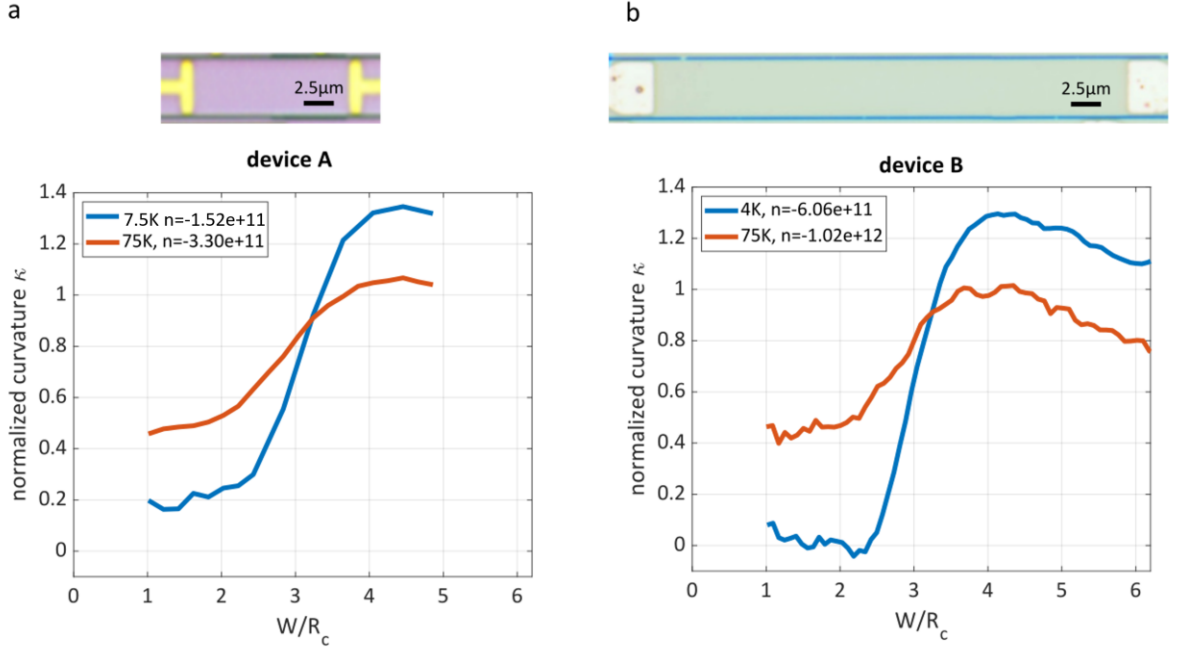 a
2.5μm
device A
1.4
1.2
1
0.8
0.6
0.4
0.2
0
7.5K n=-1.52e+11
75K, n=-3.30e+11
normalized curvature κ
0 1 2 3 4 5 6
W/Rc
b
2.5μm
device B
1.4
1.2
1
0.8
0.6
0.4
0.2
0
4K, n=-6.06e+11
75K, n=-1.02e+12
normalized curvature κ
0 1 2 3 4 5 6
W/Rc